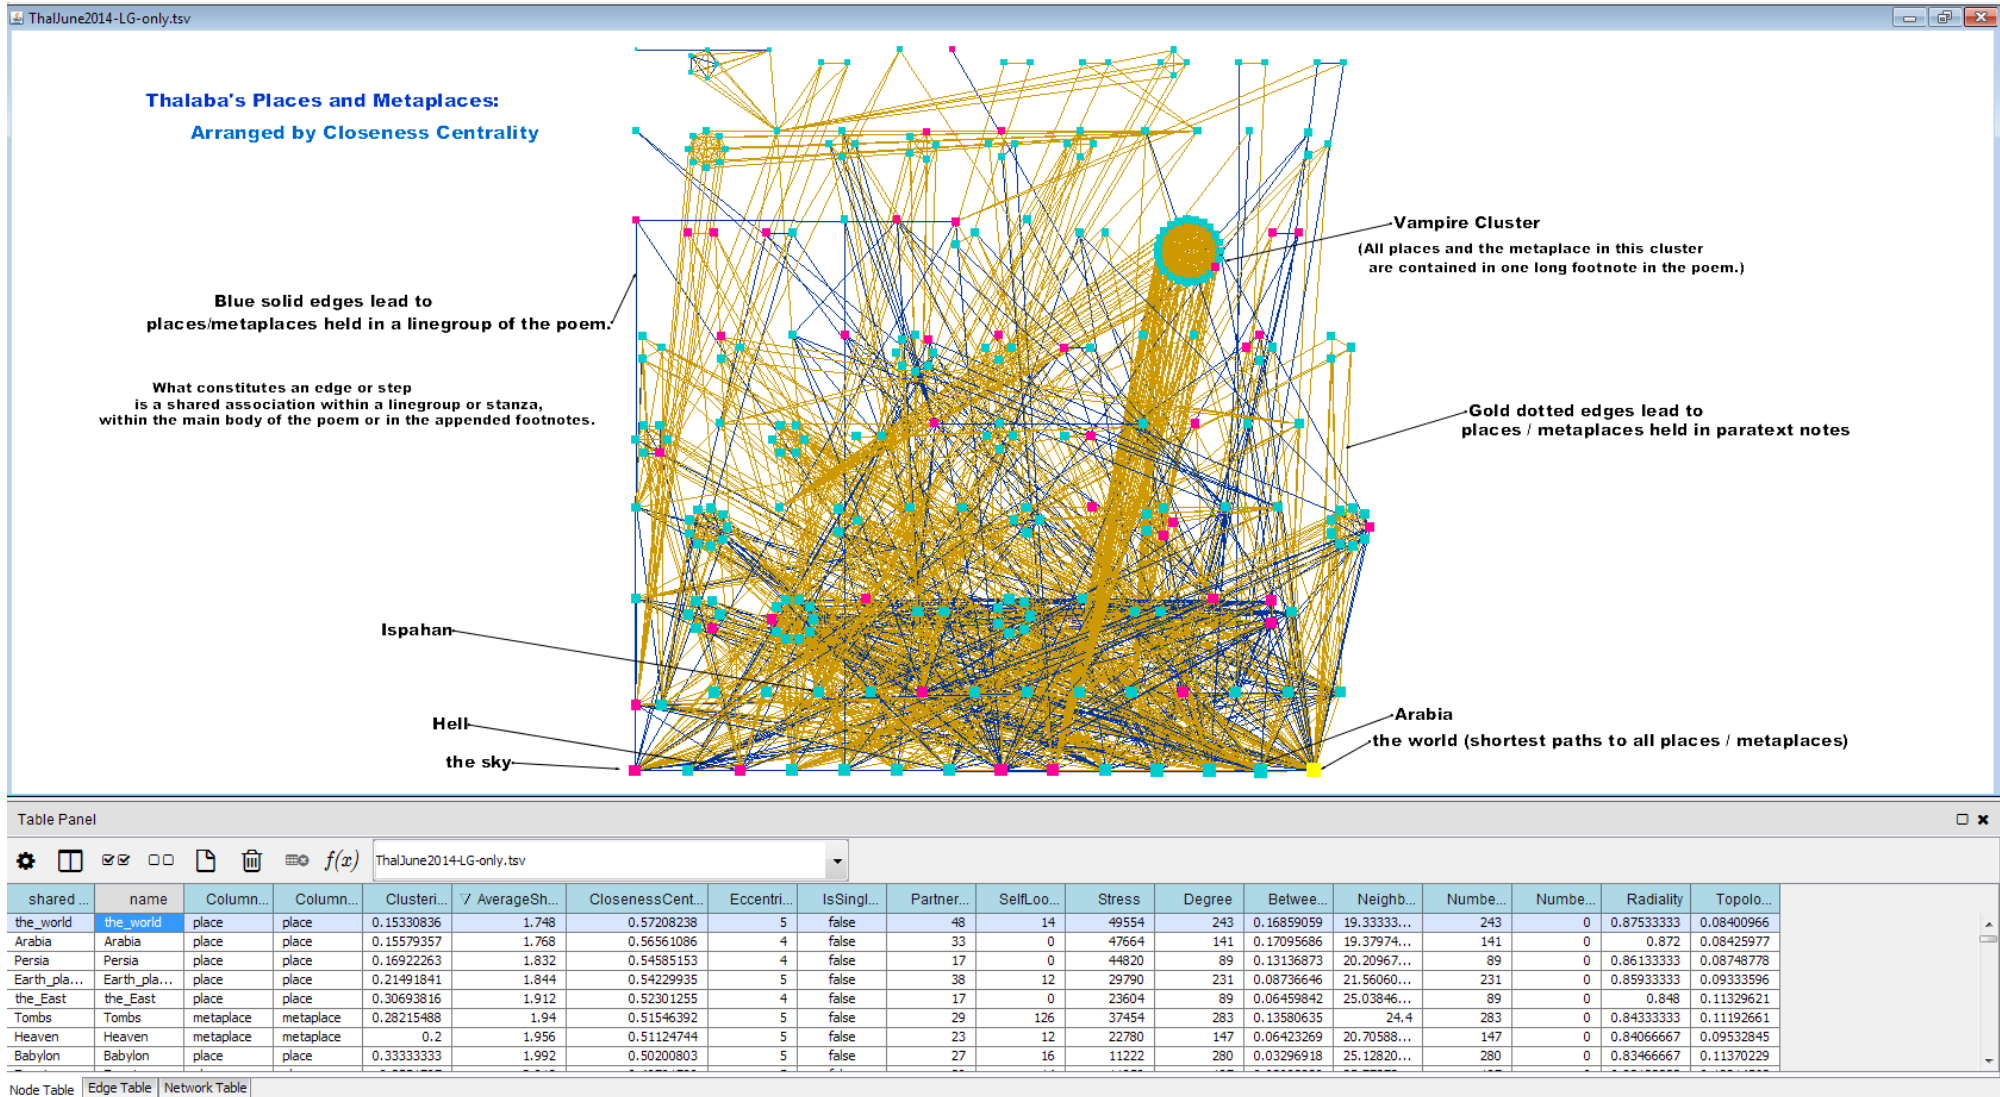 ThalJune2014-LG-only.tsv
Thalaba's Places and Metaplaces:
Arranged by Closeness Centrality
Vampire Cluster
(All places and the metaplace in this cluster
are contained in one long footnote in the poem.)
Blue solid edges lead to
places/metaplaces held in a linegroup of the poem.
What constitutes an edge or step
is a shared association within a linegroup or stanza,
within the main body of the poem or in the appended footnotes.
Gold dotted edges lead to
places / metaplaces held in paratext notes
Ispahan
Hell
the sky
Arabia
the world (shortest paths to all places / metaplaces)
Table Panel
f(x) ThalJune2014-LG-only.tsv
shared ... name Column... Column... Clusteri... AverageSh... ClosenessCent... Eccentri... IsSingl... Partner... SelfLoo... Stress Degree Betwee... Neighb... Numbe... Numbe... Radiality Topolo...
the_world the_world place place 0.15330836 1.748 0.57208238 5 false 48 14 49554 243 0.16859059 19.33333... 243 0 0.87533333 0.08400966
Arabia Arabia place place 0.15579357 1.768 0.56561086 4 false 33 0 47664 141 0.17095686 19.37974... 141 0 0.872 0.08425977
Persia Persia place place 0.16922263 1.832 0.54585153 4 false 17 0 44820 89 0.13136873 20.20967... 89 0 0.86133333 0.08748778
Earth_pla... Earth_pla... place place 0.21491841 1.844 0.54229935 5 false 38 12 29790 231 0.08736646 21.56060... 231 0 0.85933333 0.09333596
the_East the_East place place 0.30693816 1.912 0.52301255 4 false 17 0 23604 89 0.06459842 25.03846... 89 0 0.848 0.11329621
Tombs Tombs metaplace metaplace 0.28215488 1.94 0.51546392 5 false 29 126 37454 283 0.13580635 24.4 283 0 0.84333333 0.11192661
Heaven Heaven metaplace metaplace 0.2 1.956 0.51124744 5 false 23 12 22780 147 0.06423269 20.70588... 147 0 0.84066667 0.09532845
Babylon Babylon place place 0.33333333 1.992 0.50200803 5 false 27 16 11222 280 0.03296918 25.12820... 280 0 0.83466667 0.11370229
Node Table Edge Table Network Table